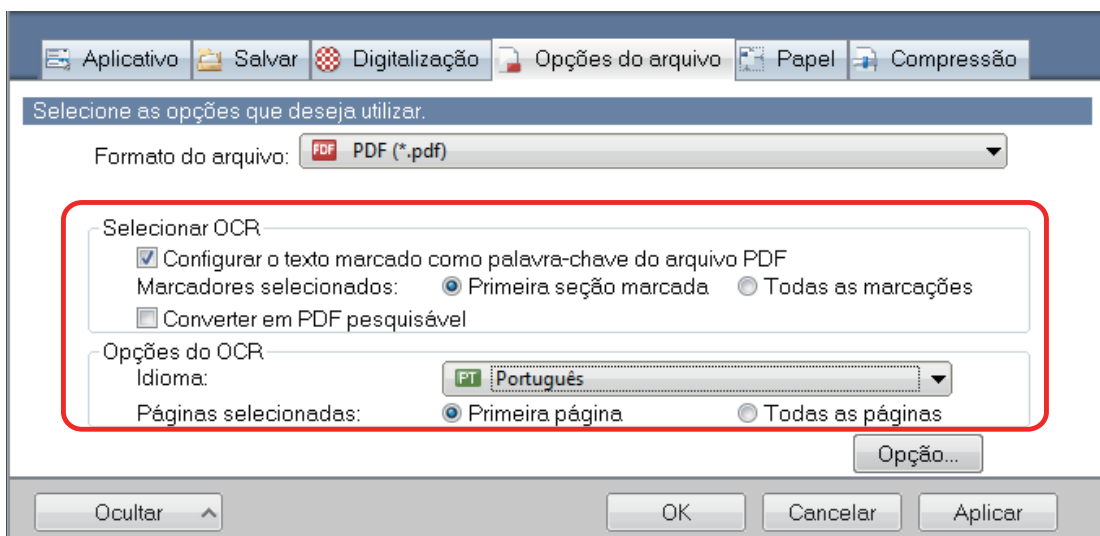 Aplicativo Salvar Digitalização Opções do arquivo Papel Compressão
Selecione as opções que deseja utilizar.
Formato do arquivo: PDF PDF (*.pdf)
Selecionar OCR
Configurar o texto marcado como palavra-chave do arquivo PDF
Marcadores selecionados: Primeira seção marcada Todas as marcações
Converter em PDF pesquisável
Opções do OCR
Idioma: PT Português
Páginas selecionadas: Primeira página Todas as páginas
Opção...
Ocultar OK Cancelar Aplicar